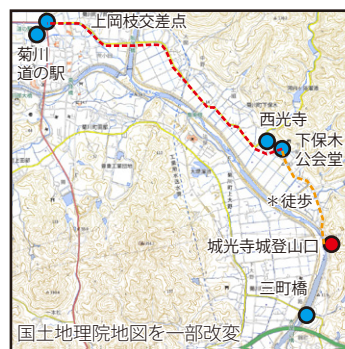 上岡枝交差点
菊川
道の駅
西光寺
下保木
公会堂
＊徒歩
城光寺城登山口
三町橋
国土地理院地図を一部改変